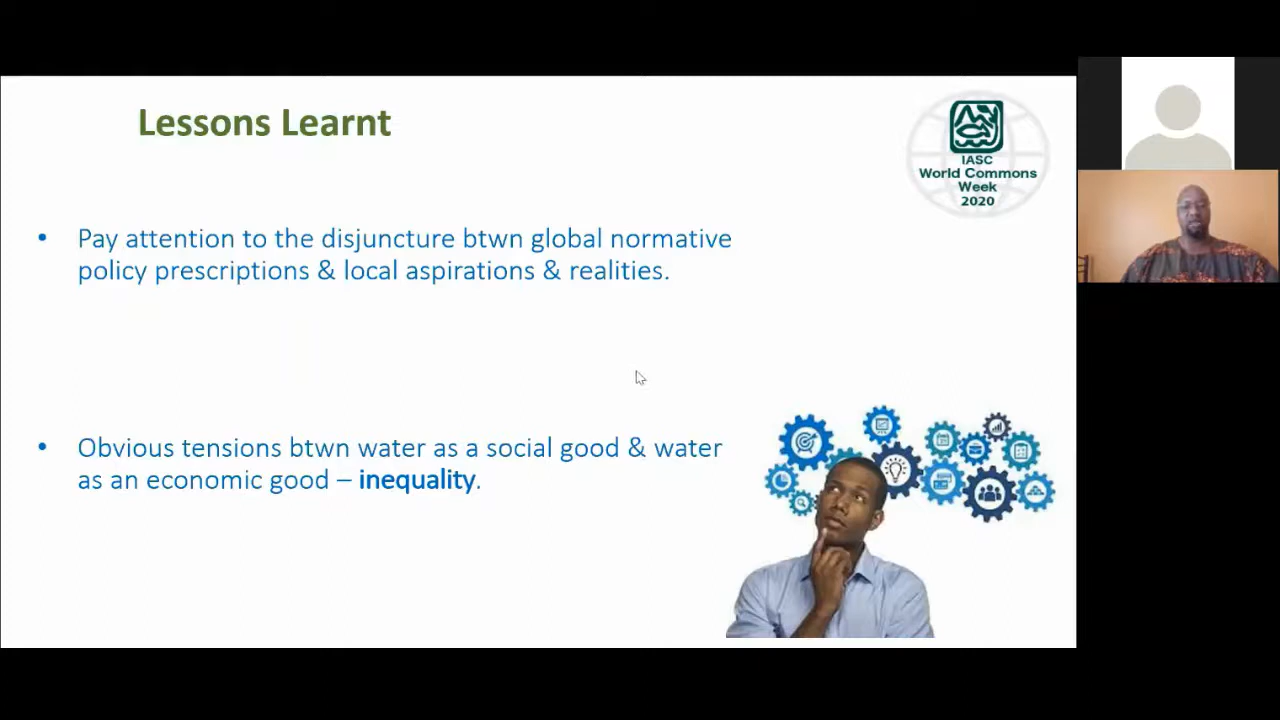 Lessons Learnt
IASC
World Commons
Week
2020
• Pay attention to the disjuncture btwn global normative
policy prescriptions & local aspirations & realities.
• Obvious tensions btwn water as a social good & water
as an economic good – inequality.